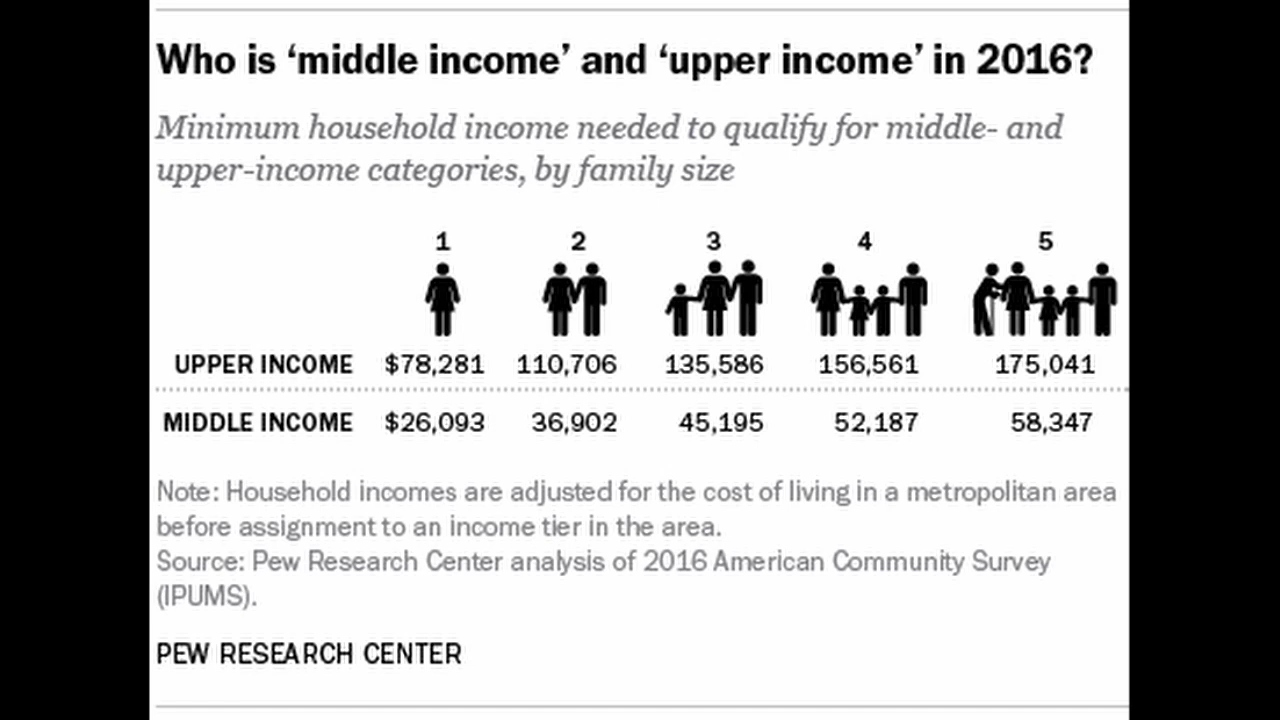 Who is ‘middle income’ and ‘upper income’ in 2016?
Minimum household income needed to qualify for middle- and
upper-income categories, by family size
1 2 3 4 5
UPPER INCOME $78,281 110,706 135,586 156,561 175,041
MIDDLE INCOME $26,093 36,902 45,195 52,187 58,347
Note: Household incomes are adjusted for the cost of living in a metropolitan area
before assignment to an income tier in the area.
Source: Pew Research Center analysis of 2016 American Community Survey
(IPUMS).
PEW RESEARCH CENTER